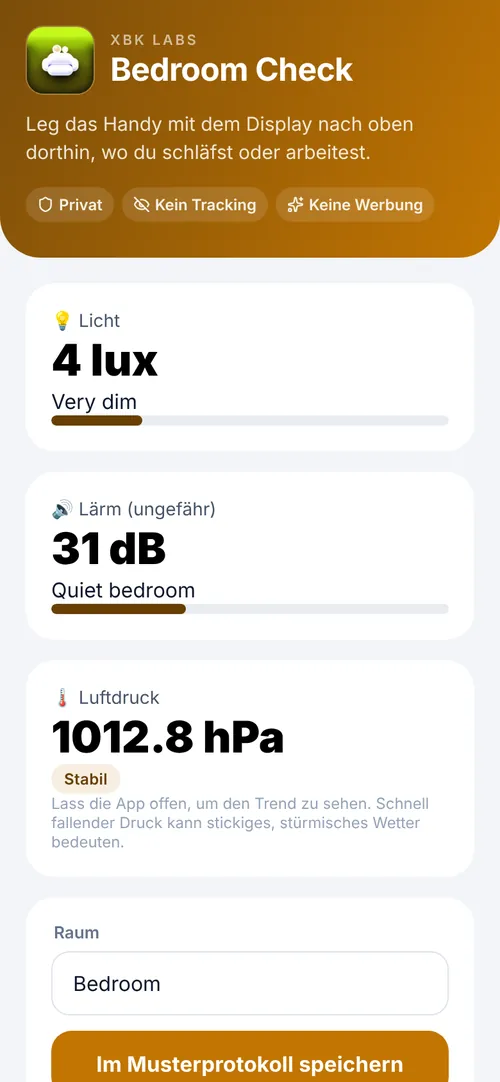 XBK LABS
Bedroom Check
Leg das Handy mit dem Display nach oben
dorthin, wo du schläfst oder arbeitest.
Privat
Kein Tracking
Keine Werbung
Licht
4 lux
Very dim
Lärm (ungefähr)
31 dB
Quiet bedroom
Luftdruck
1012.8 hPa
Stabil
Lass die App offen, um den Trend zu sehen. Schnell
fallender Druck kann stickiges, stürmisches Wetter
bedeuten.
Raum
Bedroom
Im Musterprotokoll speichern